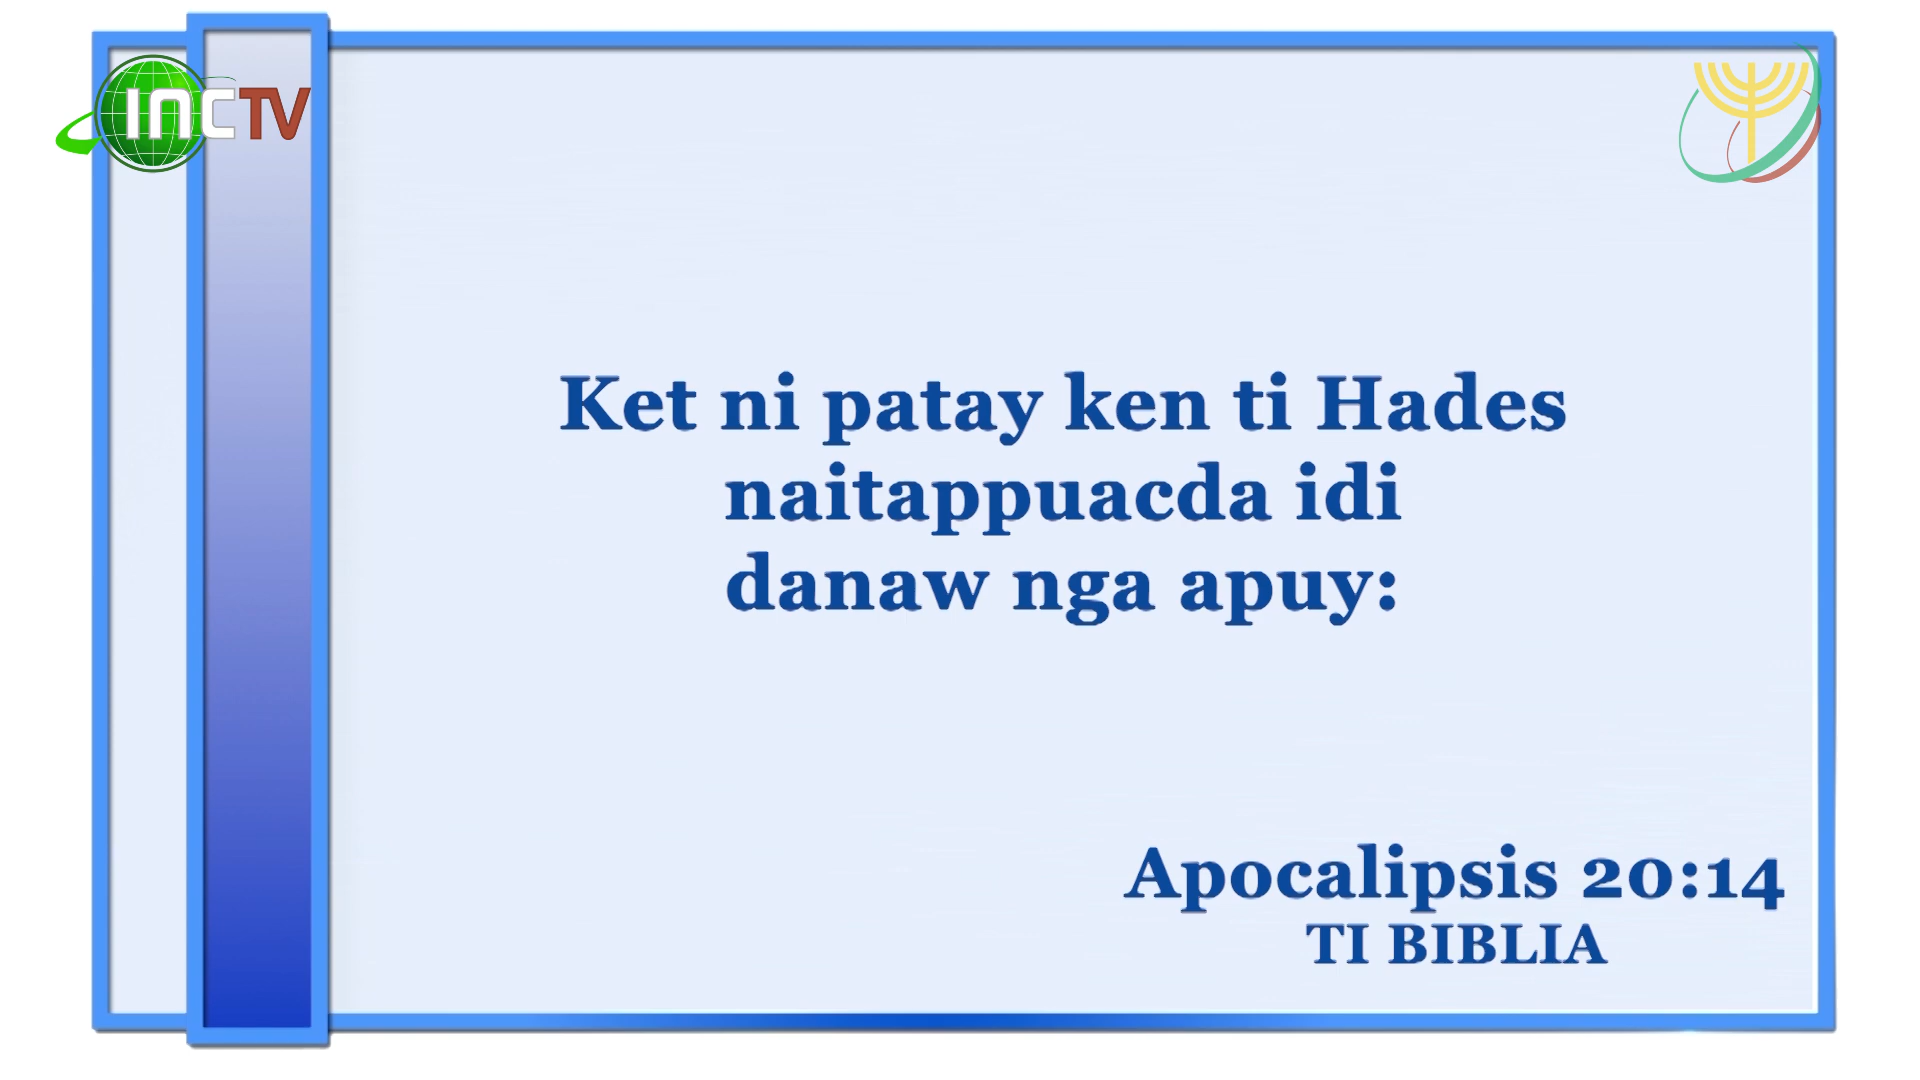 INCTV
Ket ni patay ken ti Hades
naitappuacda idi
danaw nga apuy:
Apocalipsis 20:14
TI BIBLIA